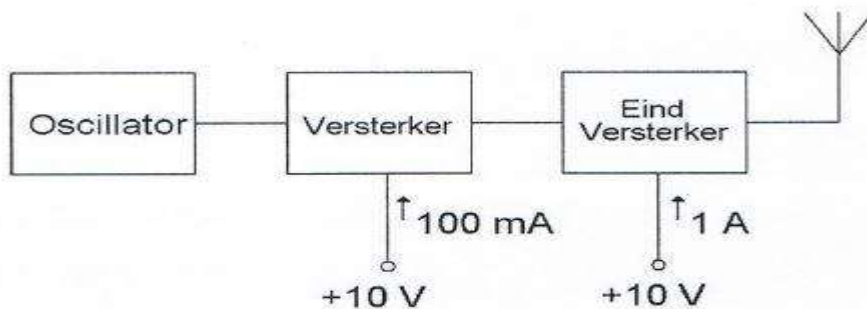 Oscillator
Versterker
Eind
Versterker
↑100 mA
↑1 A
+10 V
+10 V